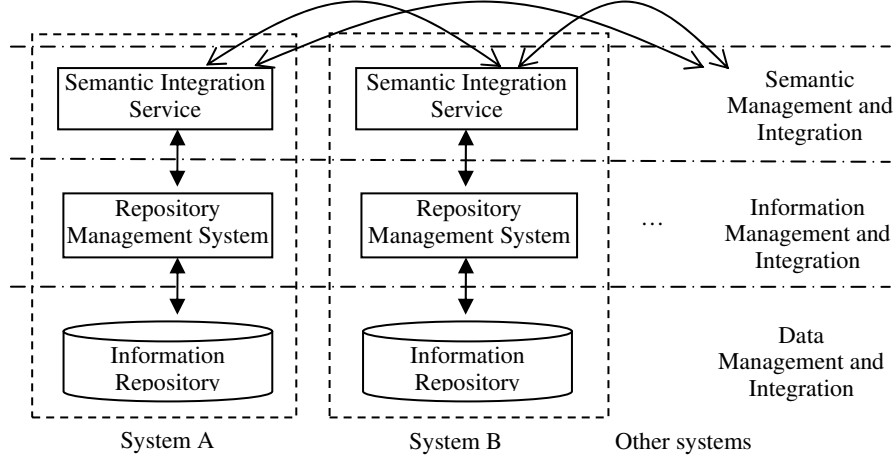 Semantic Integration
Service
Semantic Integration
Service
Semantic
Management and
Integration
Repository
Management System
Repository
Management System
...
Information
Management and
Integration
Information
Repository
Information
Repository
Data
Management and
Integration
System A
System B
Other systems